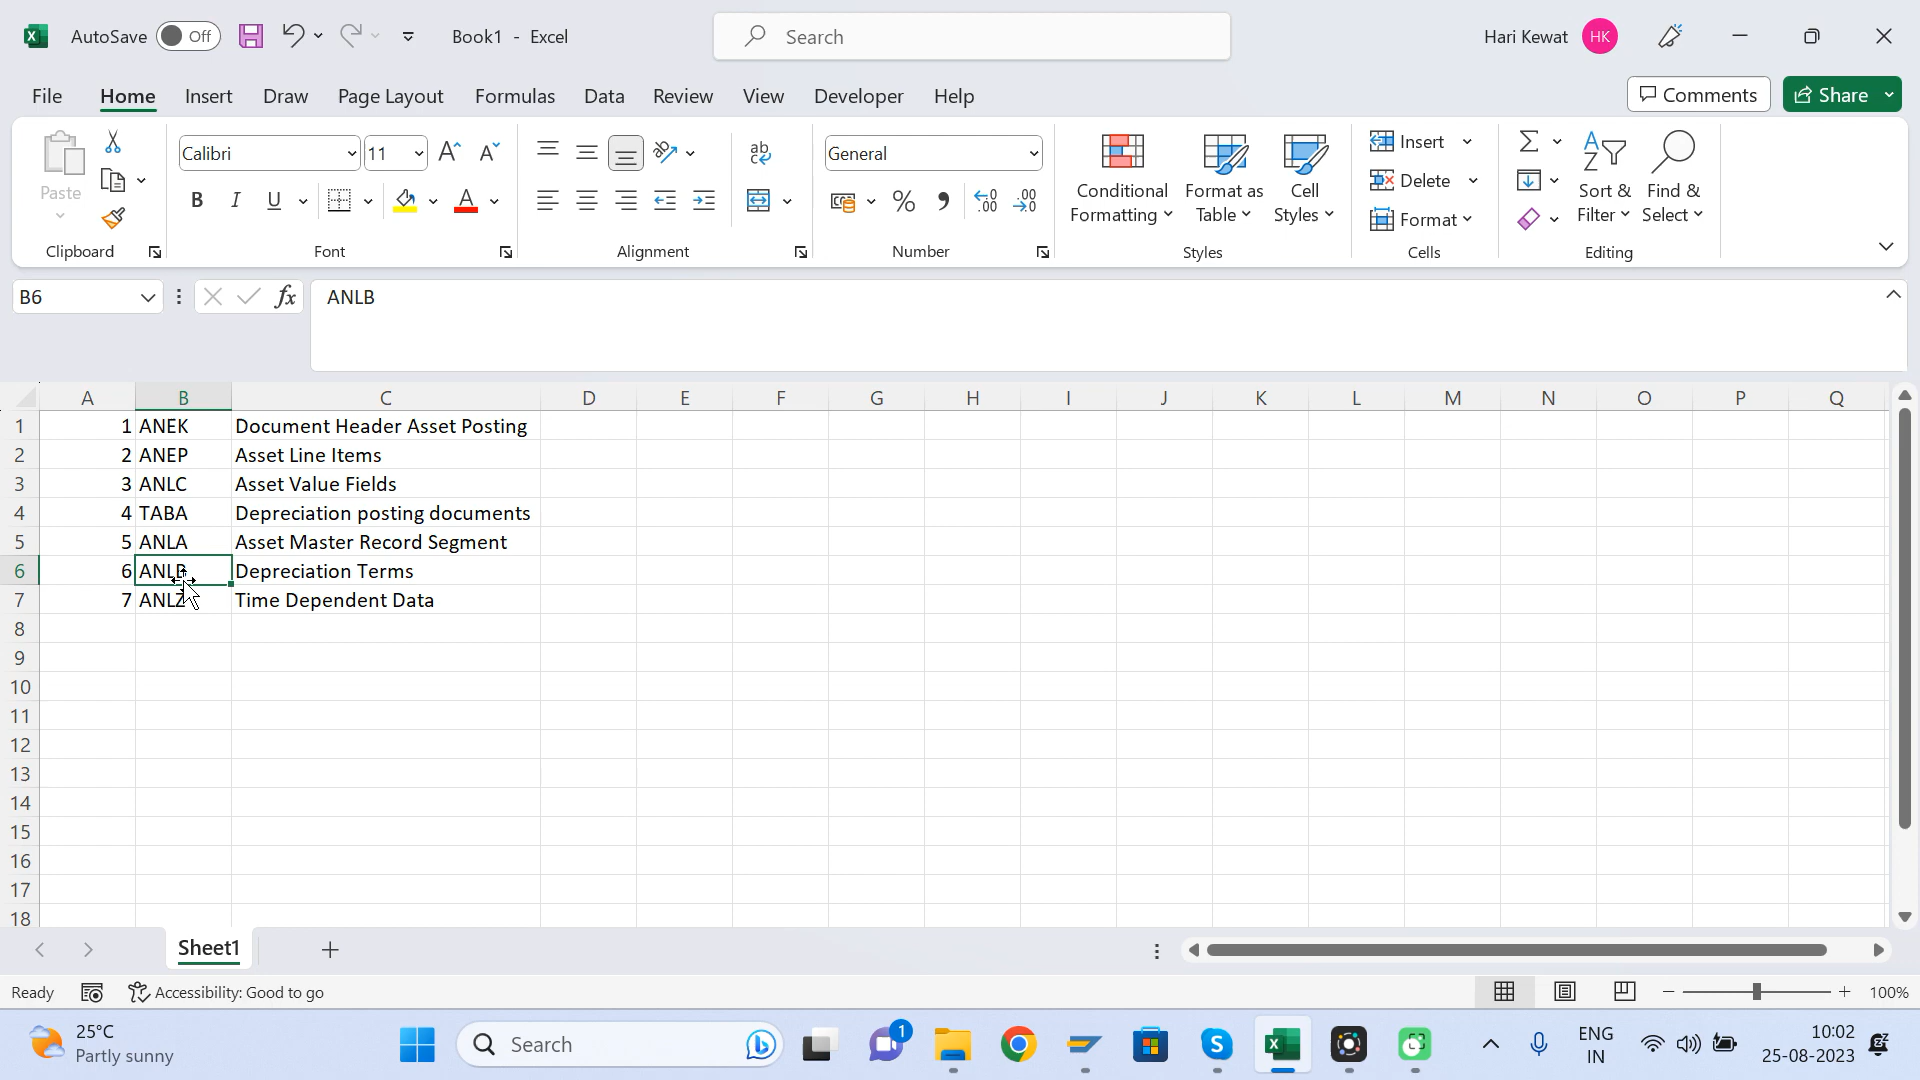 AutoSave Off Book1 - Excel Search Hari Kewat HK
File Home Insert Draw Page Layout Formulas Data Review View Developer Help Comments Share
Calibri 11 General
Paste
B I U
Conditional Formatting
Format as Table
Cell Styles
Insert
Delete
Format
Sort & Filter
Find & Select
Clipboard Font Alignment Number Styles Cells Editing
B6 fx ANLB
A B C D E F G H I J K L M N O P Q
1 1 ANEK Document Header Asset Posting
2 2 ANEP Asset Line Items
3 3 ANLC Asset Value Fields
4 4 TABA Depreciation posting documents
5 5 ANLA Asset Master Record Segment
6 6 ANLB Depreciation Terms
7 7 ANLZ Time Dependent Data
8
9
10
11
12
13
14
15
16
17
18
Sheet1
Ready Accessibility: Good to go 100%
25°C
Partly sunny
Search
1
ENG
IN
10:02
25-08-2023